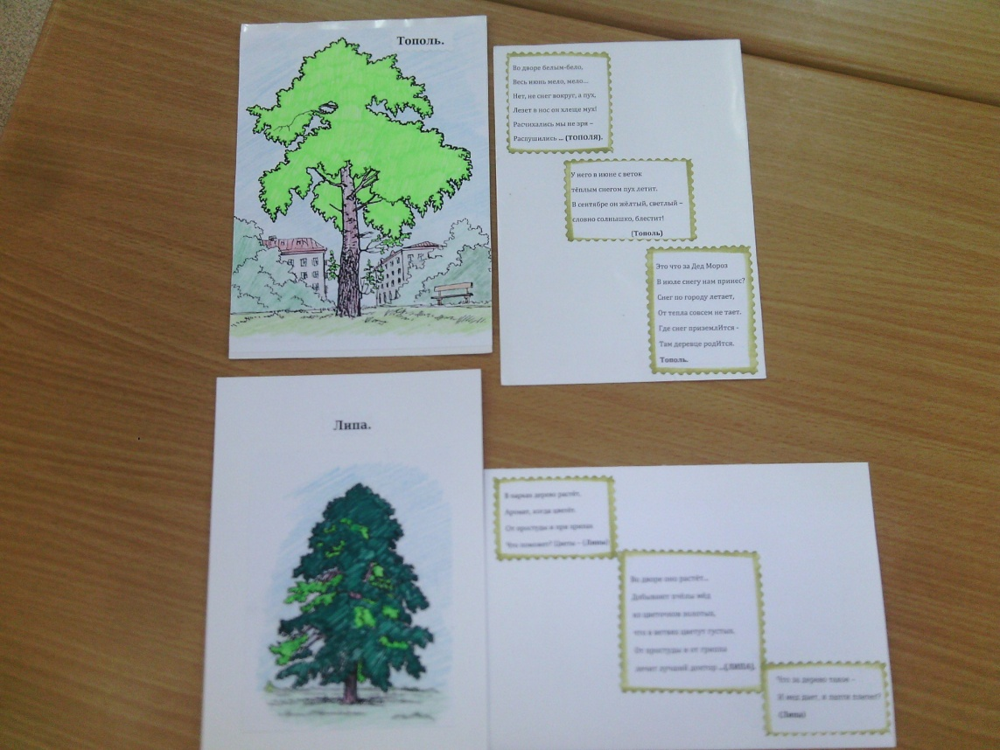 Тополь.
Во дворе белым-бело,
Весь июнь мело, мело...
Нет, не снег вокруг, а пух,
Лезет в нос он хлеще мух!
Расчихались мы не зря –
Распушились ... (ТОПОЛЯ).
У него в июне с веток
тёплым снегом пух летит.
В сентябре он жёлтый, светлый –
словно солнышко, блестит!
(Тополь)
Это что за Дед Мороз
В июле снегу нам принес?
Снег по городу летает,
От тепла совсем не тает.
Где снег приземлИтся -
Там деревце родИтся.
Тополь.
Липа.
В парках дерево растёт,
Аромат, когда цветёт.
От простуды и при хрипах
Что поможет? Цветы – (Липы)
Во дворе оно растёт...
Добывают пчёлы мёд
из цветочков золотых,
что в ветвях цветут густых.
От простуды и от гриппа
лечит лучший доктор ...(ЛИПА).
Что за дерево такое –
И мед дает, и лапти плетет?
(Липа)